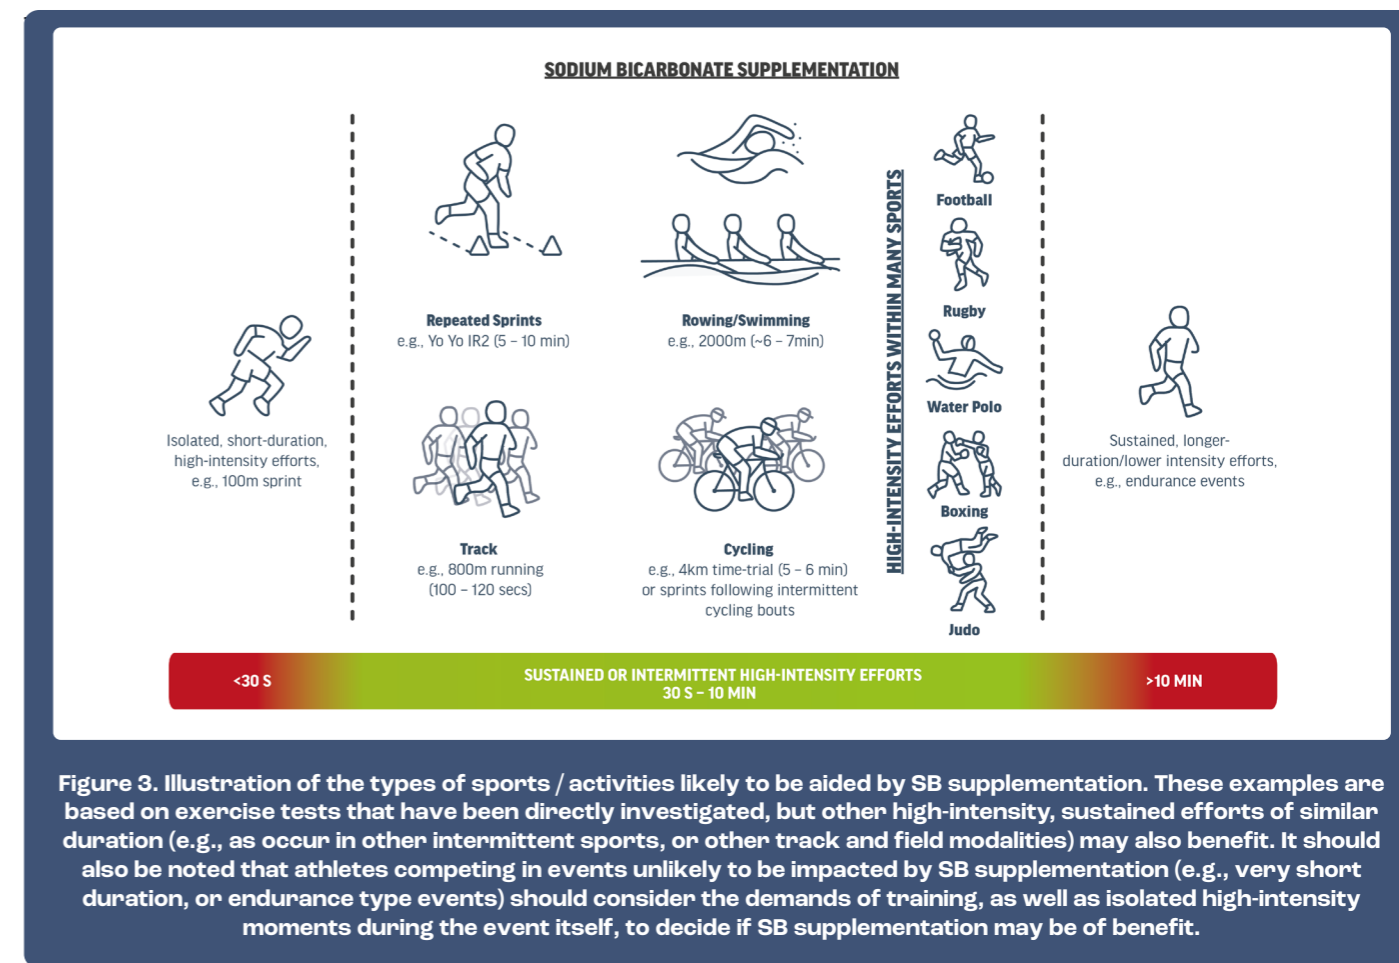 SODIUM BICARBONATE SUPPLEMENTATION
Isolated, short-duration,
high-intensity efforts,
e.g., 100m sprint
Repeated Sprints
e.g., Yo Yo IR2 (5 – 10 min)
Rowing/Swimming
e.g., 2000m (~6 – 7min)
Track
e.g., 800m running
(100 – 120 secs)
Cycling
e.g., 4km time-trial (5 – 6 min)
or sprints following intermittent
cycling bouts
HIGH-INTENSITY EFFORTS WITHIN MANY SPORTS
Football
Rugby
Water Polo
Boxing
Judo
Sustained, longer-
duration/lower intensity efforts,
e.g., endurance events
<30 S
SUSTAINED OR INTERMITTENT HIGH-INTENSITY EFFORTS
30 S – 10 MIN
>10 MIN
Figure 3. Illustration of the types of sports / activities likely to be aided by SB supplementation. These examples are
based on exercise tests that have been directly investigated, but other high-intensity, sustained efforts of similar
duration (e.g., as occur in other intermittent sports, or other track and field modalities) may also benefit. It should
also be noted that athletes competing in events unlikely to be impacted by SB supplementation (e.g., very short
duration, or endurance type events) should consider the demands of training, as well as isolated high-intensity
moments during the event itself, to decide if SB supplementation may be of benefit.